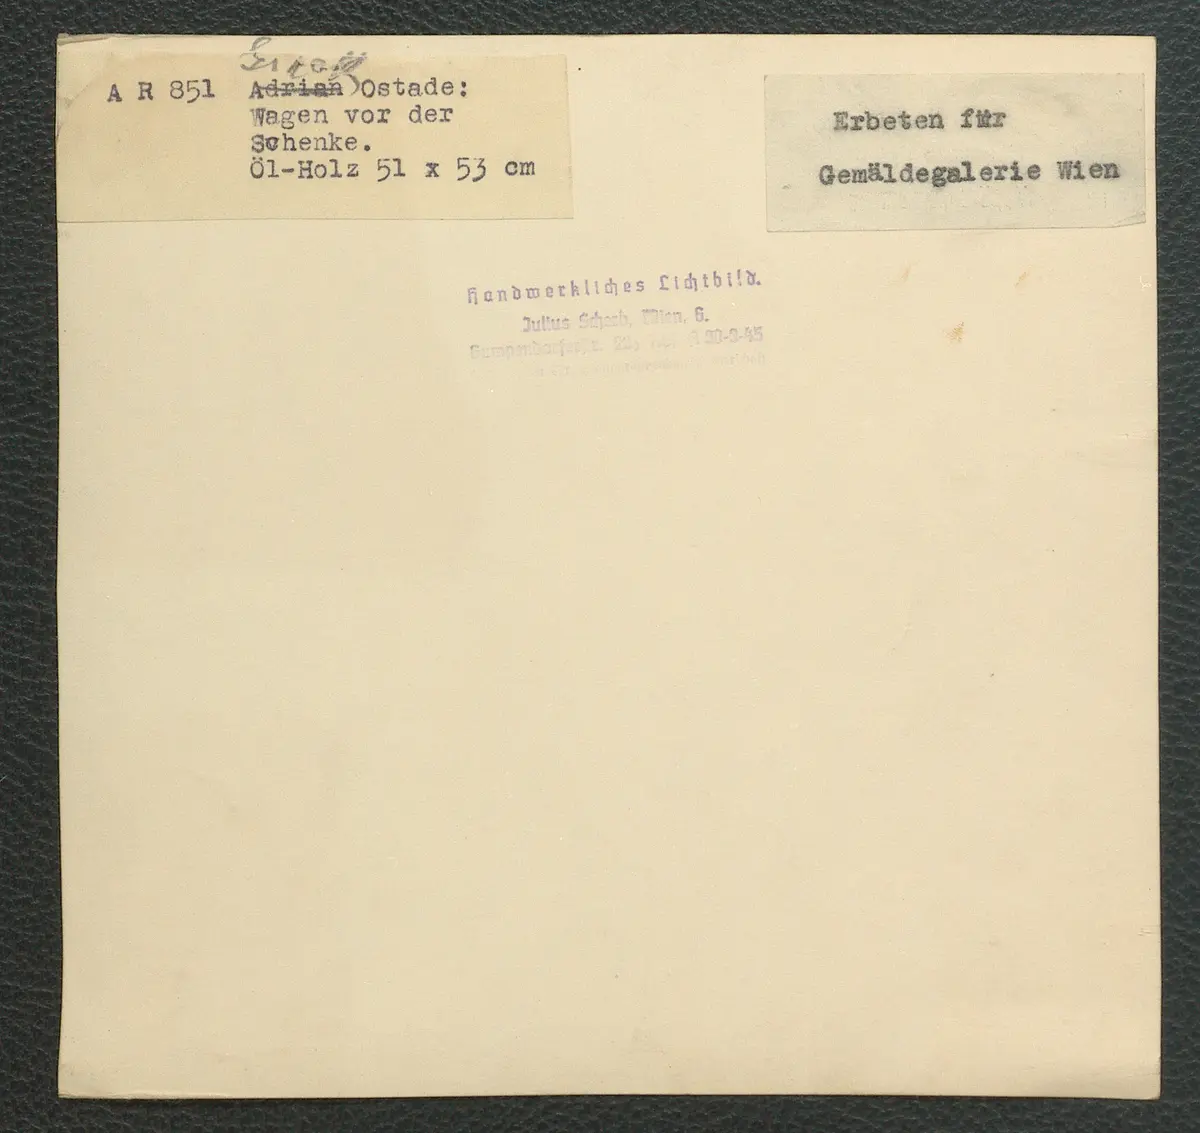 A R 851 Adrian) Ostade:
Wagen vor der
Schenke.
Öl-Holz 51 x 53 cm
Erbeten für
Gemäldegalerie Wien
Handwerkliches Lichtbild.
Julius Scherb, Wien, 6.